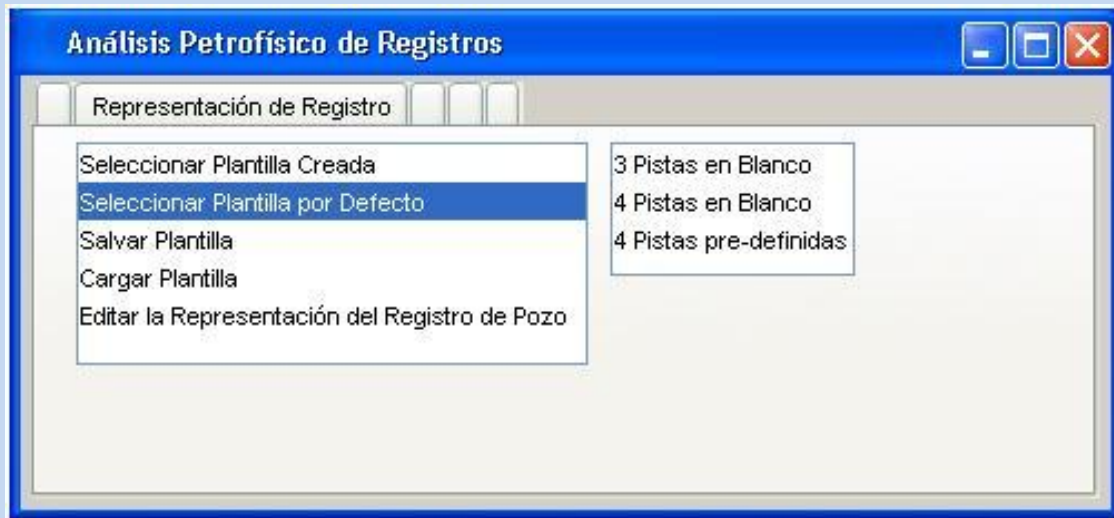 Análisis Petrofísico de Registros
Representación de Registro
Seleccionar Plantilla Creada
Seleccionar Plantilla por Defecto
Salvar Plantilla
Cargar Plantilla
Editar la Representación del Registro de Pozo
3 Pistas en Blanco
4 Pistas en Blanco
4 Pistas pre-definidas